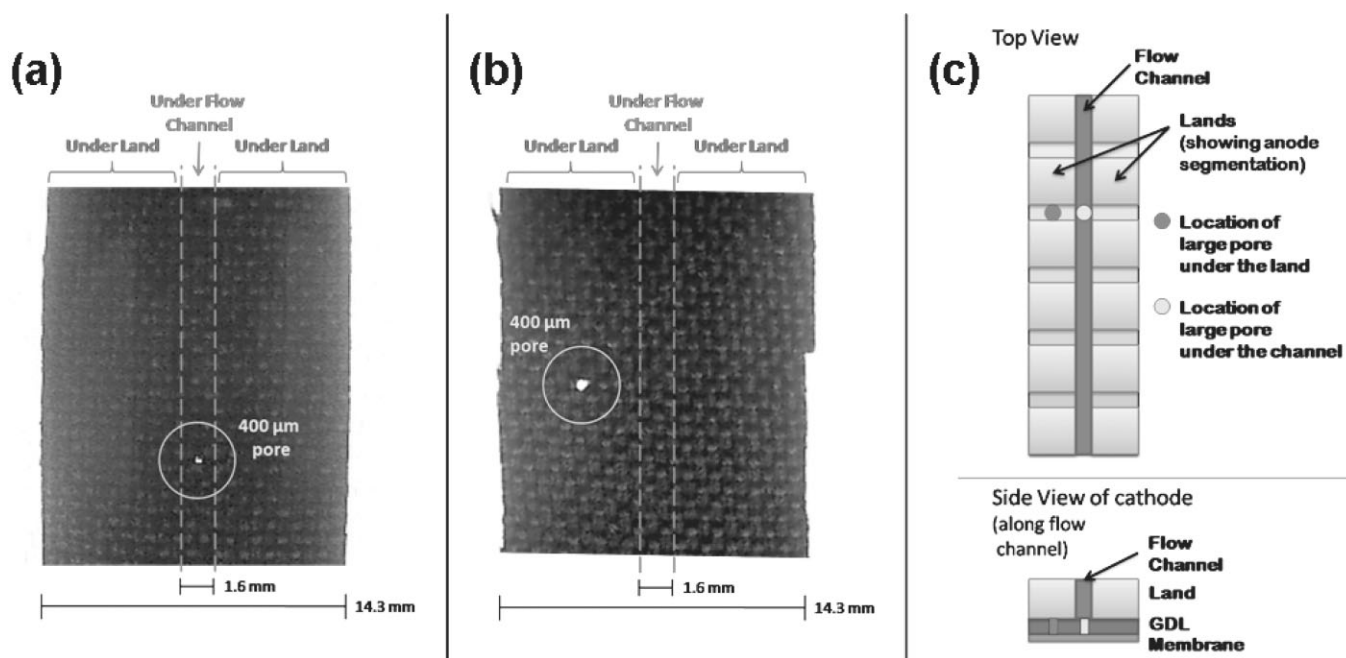 (a)
Under Flow
Channel
Under Land
Under Land
400 µm
pore
1.6 mm
14.3 mm
(b)
Under Flow
Channel
Under Land
Under Land
400 µm
pore
1.6 mm
14.3 mm
(c)
Top View
Flow
Channel
Lands
(showing anode
segmentation)
Location of
large pore
under the land
Location of
large pore
under the channel
Side View of cathode
(along flow
channel)
Flow
Channel
Land
GDL
Membrane